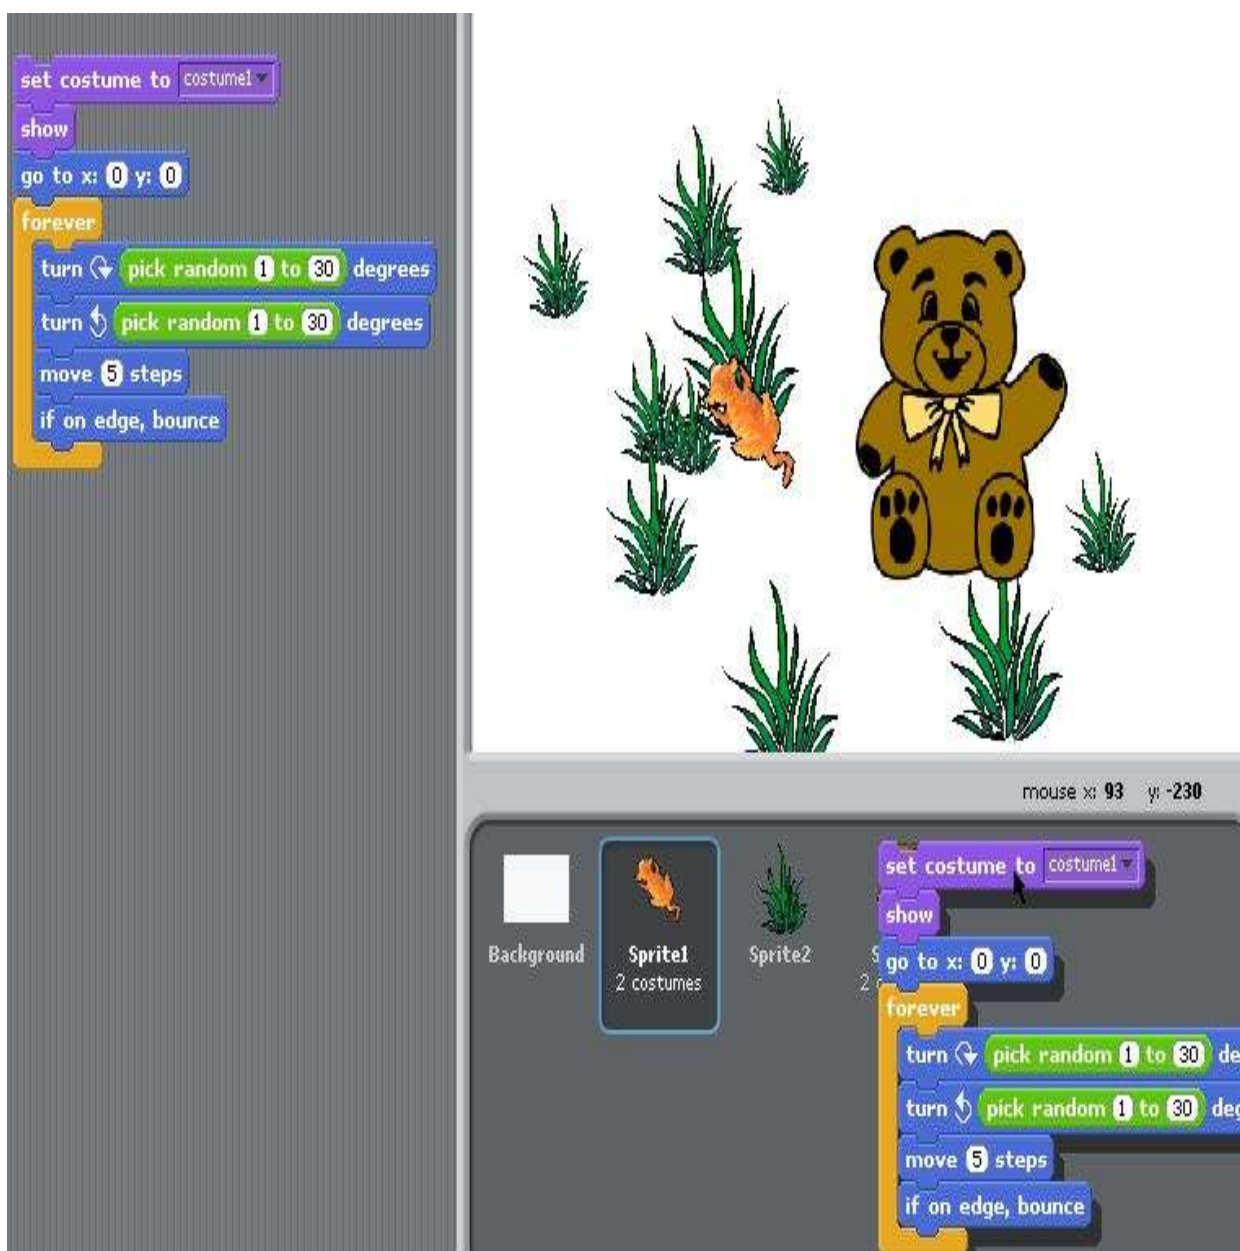 set costume to costume1
show
go to x: 0 y: 0
forever
turn pick random 1 to 30 degrees
turn pick random 1 to 30 degrees
move 5 steps
if on edge, bounce
mouse x: 93 y: -230
Background
Sprite1
2 costumes
Sprite2
S
2 c
set costume to costume1
show
go to x: 0 y: 0
forever
turn pick random 1 to 30 de
turn pick random 1 to 30 deg
move 5 steps
if on edge, bounce